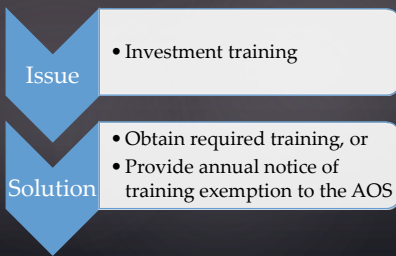 Issue
• Investment training
Solution
• Obtain required training, or
• Provide annual notice of
training exemption to the AOS